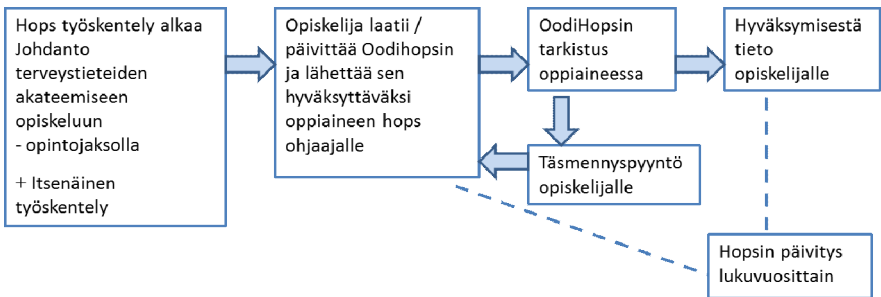 Hops työskentely alkaa
Johdanto
terveystieteiden
akateemiseen
opiskeluun
- opintojaksolla
+ Itsenäinen
työskentely
Opiskelija laatii /
päivittää Oodihopsin
ja lähettää sen
hyväksyttäväksi
oppiaineen hops
ohjaajalle
OodiHopsin
tarkistus
oppiaineessa
Hyväksymisestä
tieto
opiskelijalle
Täsmennyspyyntö
opiskelijalle
Hopsin päivitys
lukuvuosittain